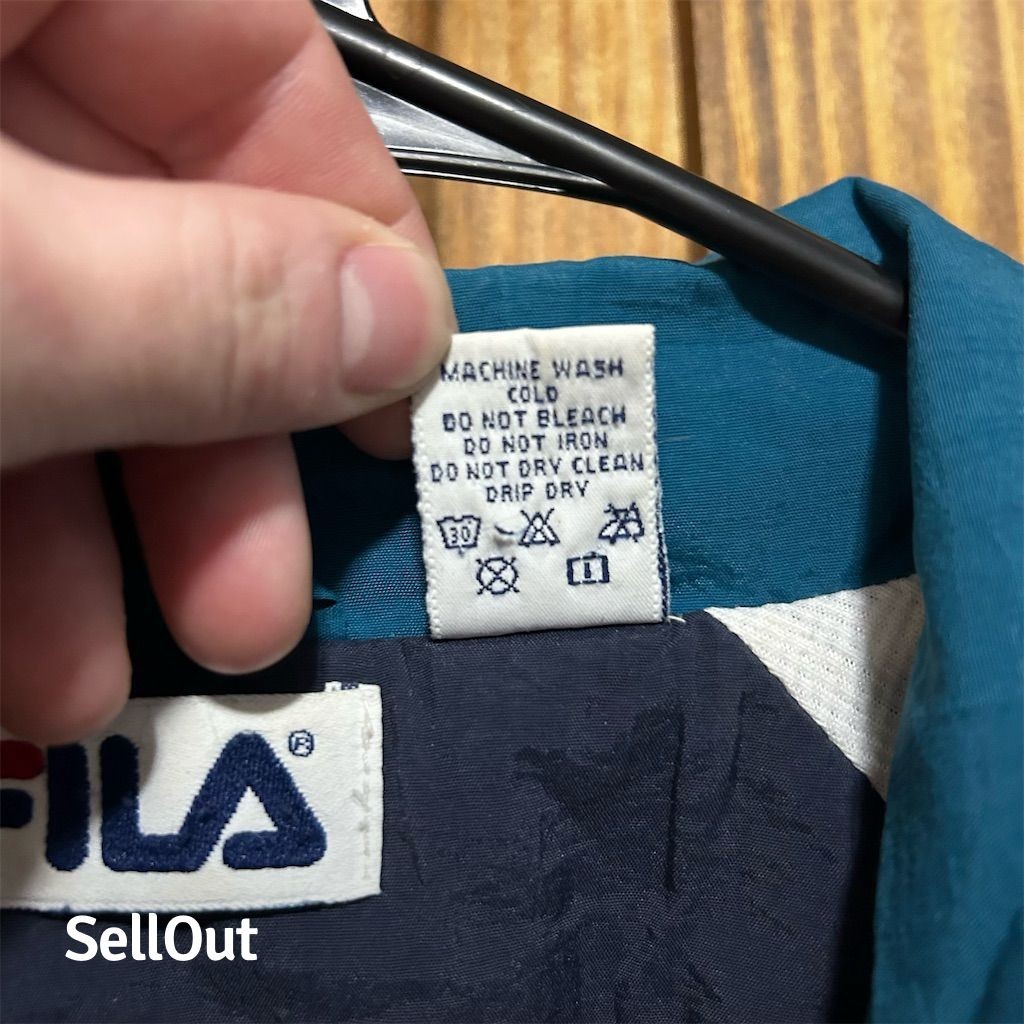 MACHINE WASH
COLD
DO NOT BLEACH
DO NOT IRON
DO NOT DRY CLEAN
DRIP DRY
30
FILA®
SellOut